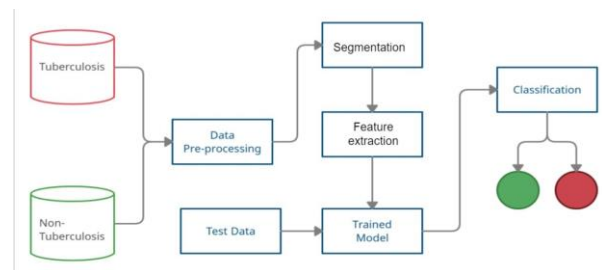 Tuberculosis
Segmentation
Classification
Data
Pre-processing
Feature
extraction
Non-
Tuberculosis
Test Data
Trained
Model